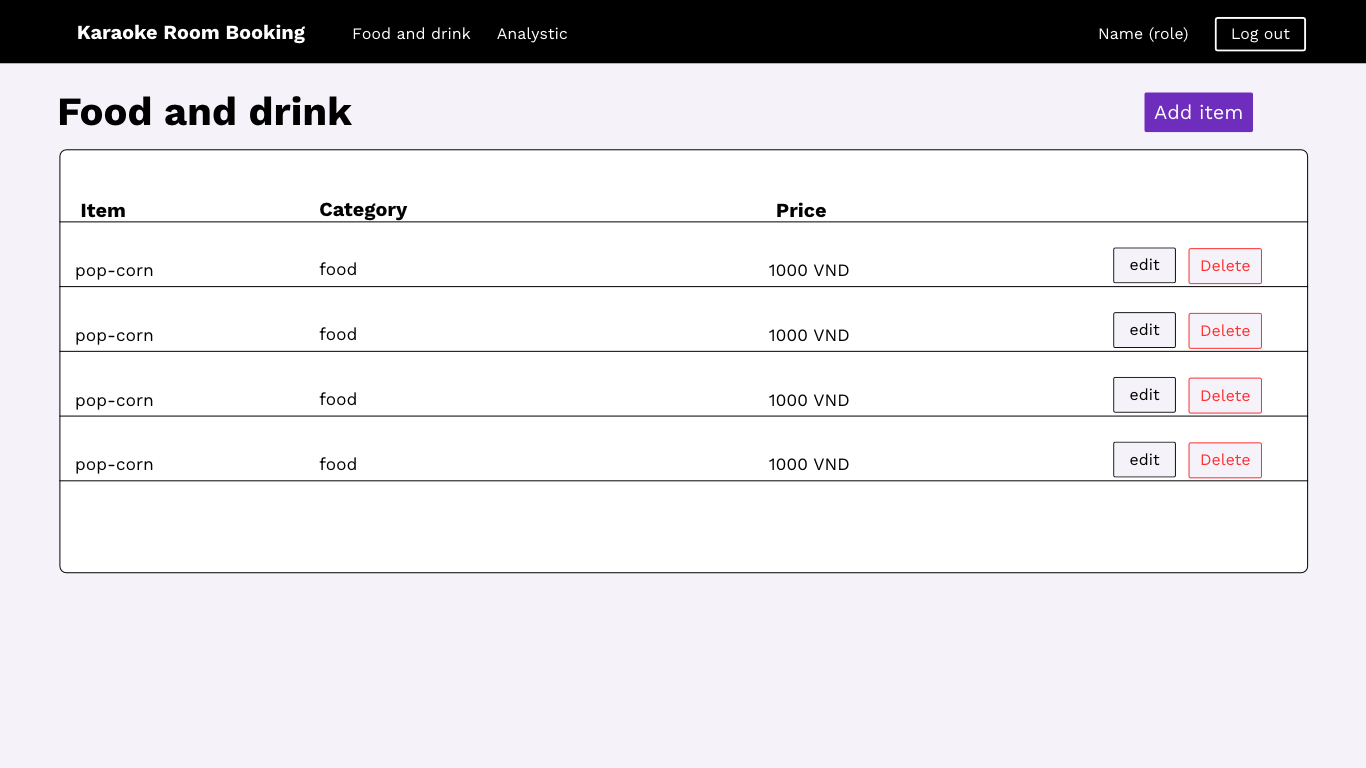 Karaoke Room Booking Food and drink Analystic Name (role) Log out
Food and drink Add item
Item Category Price
pop-corn food 1000 VND edit Delete
pop-corn food 1000 VND edit Delete
pop-corn food 1000 VND edit Delete
pop-corn food 1000 VND edit Delete